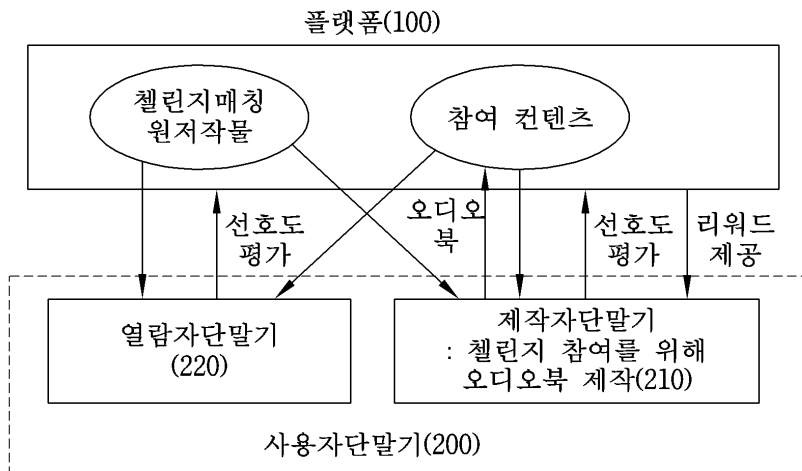 플랫폼(100)
첼린지매칭
원저작물
참여 컨텐츠
선호도
평가
오디오
북
선호도
평가
리워드
제공
열람자단말기
(220)
제작자단말기
: 첼린지 참여를 위해
오디오북 제작(210)
사용자단말기(200)